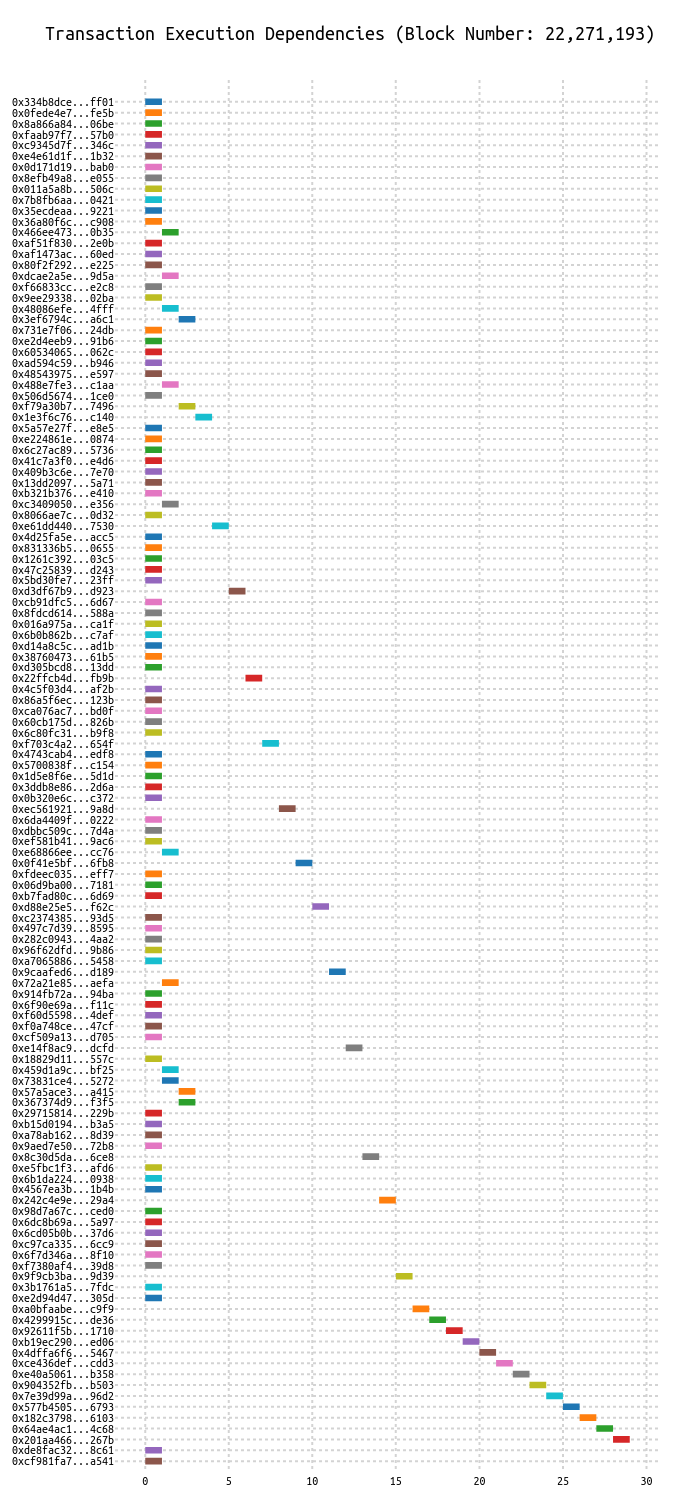 Transaction Execution Dependencies (Block Number: 22,271,193)
0x334b8dce...ff01
0x0fede4e7...fe5b
0x8a866a84...06be
0xfaab97f7...57b0
0xc9345d7f...346c
0xe4e61d1f...1b32
0x0d171d19...bab0
0x8efb49a8...e055
0x011a5a8b...506c
0x7b8fb6aa...0421
0x35ecdeaa...9221
0x36a80f6c...c908
0x466ee473...0b35
0xaf51f830...2e0b
0xaf1473ac...60ed
0x80f2f292...e225
0xdcae2a5e...9d5a
0xf66833cc...e2c8
0x9ee29338...02ba
0x48086efe...4fff
0x3ef6794c...a6c1
0x731e7f06...24db
0xe2d4eeb9...91b6
0x60534065...062c
0xad594c59...b946
0x48543975...e597
0x488e7fe3...c1aa
0x506d5674...1ce0
0xf79a30b7...7496
0x1e3f6c76...c140
0x5a57e27f...e8e5
0xe224861e...0874
0x6c27ac89...5736
0x41c7a3f0...e4d6
0x409b3c6e...7e70
0x13dd2097...5a71
0xb321b376...e410
0xc3409050...e356
0x8066ae7c...0d32
0xe61dd440...7530
0x4d25fa5e...acc5
0x831336b5...0655
0x1261c392...03c5
0x47c25839...d243
0x5bd30fe7...23ff
0xd3df67b9...d923
0xcb91dfc5...6d67
0x8fdcd614...588a
0x016a975a...ca1f
0x6b0b862b...c7af
0xd14a8c5c...ad1b
0x38760473...61b5
0xd305bcd8...13dd
0x22ffcb4d...fb9b
0x4c5f03d4...af2b
0x86a5f6ec...123b
0xca076ac7...bd0f
0x60cb175d...826b
0x6c80fc31...b9f8
0xf703c4a2...654f
0x4743cab4...edf8
0x5700838f...c154
0x1d5e8f6e...5d1d
0x3ddb8e86...2d6a
0x0b320e6c...c372
0xec561921...9a8d
0x6da4409f...0222
0xdbbc509c...7d4a
0xef581b41...9ac6
0xe68866ee...cc76
0x0f41e5bf...6fb8
0xfdeec035...eff7
0x06d9ba00...7181
0xb7fad80c...6d69
0xd88e25e5...f62c
0xc2374385...93d5
0x497c7d39...8595
0x282c0943...4aa2
0x96f62dfd...9b86
0xa7065886...5458
0x9caafed6...d189
0x72a21e85...aefa
0x914fb72a...94ba
0x6f90e69a...f11c
0xf60d5598...4def
0xf0a748ce...47cf
0xcf509a13...d705
0xe14f8ac9...dcfd
0x18829d11...557c
0x459d1a9c...bf25
0x73831ce4...5272
0x57a5ace3...a415
0x367374d9...f3f5
0x29715814...229b
0xb15d0194...b3a5
0xa78ab162...8d39
0x9aed7e50...72b8
0x8c30d5da...6ce8
0xe5fbc1f3...afd6
0x6b1da224...0938
0x4567ea3b...1b4b
0x242c4e9e...29a4
0x98d7a67c...ced0
0x6dc8b69a...5a97
0x6cd05b0b...37d6
0xc97ca335...6cc9
0x6f7d346a...8f10
0xf7380af4...39d8
0x9f9cb3ba...9d39
0x3b1761a5...7fdc
0xe2d94d47...305d
0xa0bfaabe...c9f9
0x4299915c...de36
0x92611f5b...1710
0xb19ec290...ed06
0x4dffa6f6...5467
0xce436def...cdd3
0xe40a5061...b358
0x904352fb...b503
0x7e39d99a...96d2
0x577b4505...6793
0x182c3798...6103
0x64ae4ac1...4c68
0x201aa466...267b
0xde8fac32...8c61
0xcf981fa7...a541
0 5 10 15 20 25 30